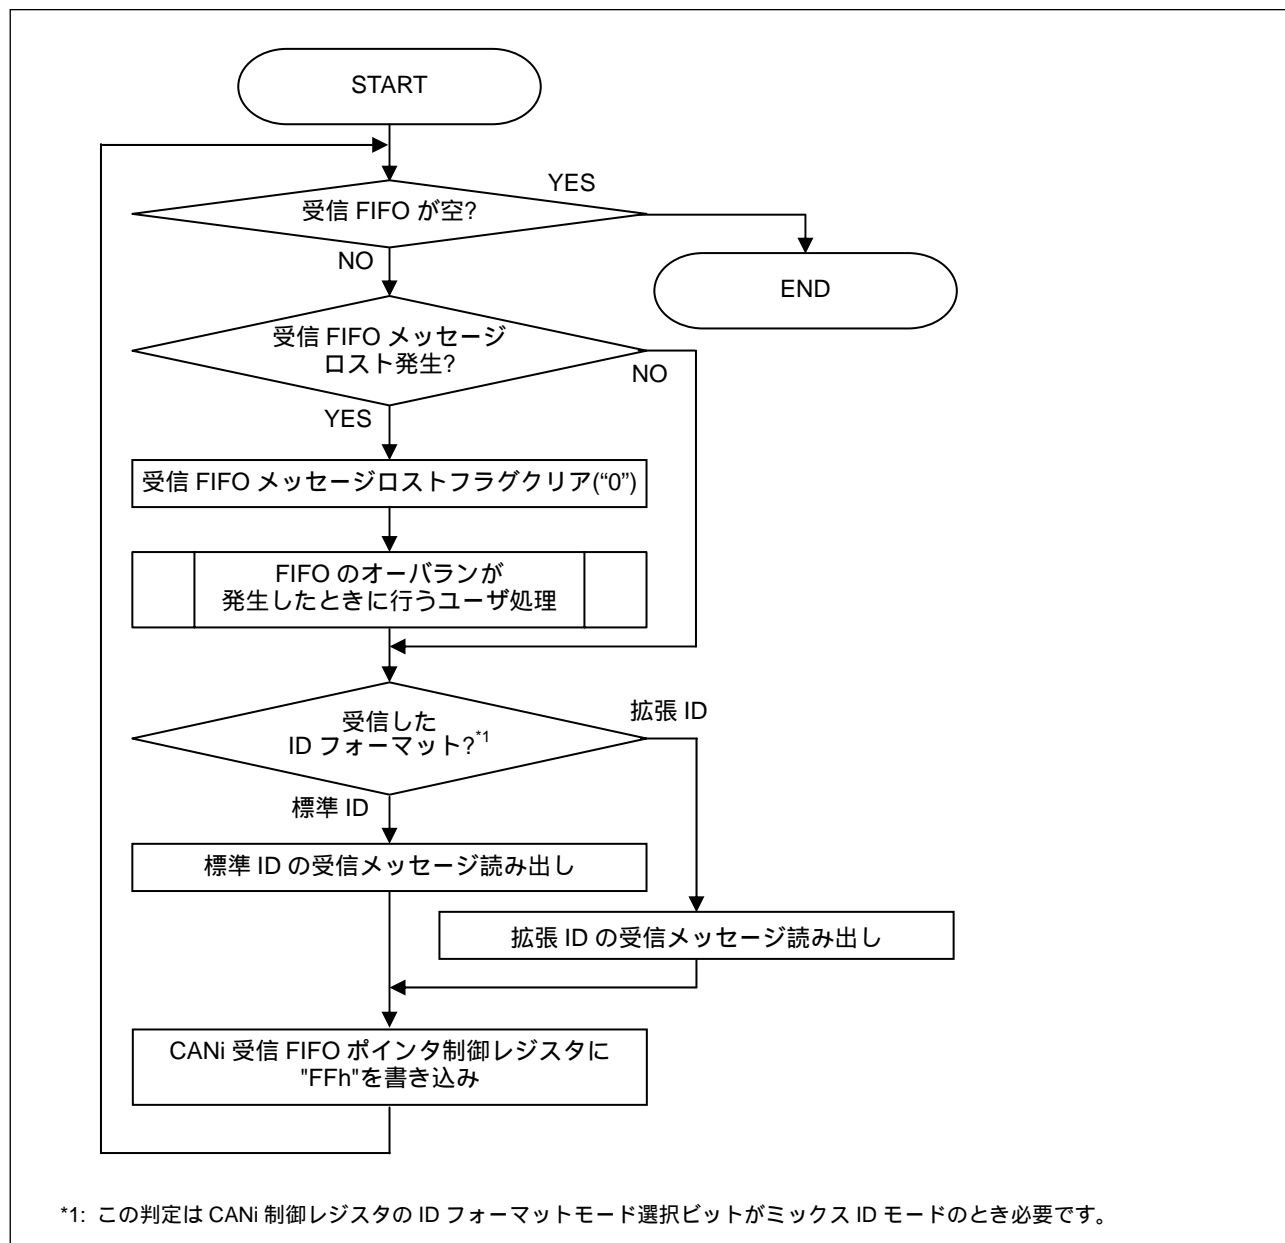 START
受信 FIFO が空?
YES
NO
END
受信 FIFO メッセージ
ロスト発生?
NO
YES
受信 FIFO メッセージロストフラグクリア(“0”)
FIFO のオーバランが
発生したときに行うユーザ処理
受信した
ID フォーマット?*1
拡張 ID
標準 ID
標準 ID の受信メッセージ読み出し
拡張 ID の受信メッセージ読み出し
CANi 受信 FIFO ポインタ制御レジスタに
"FFh"を書き込み
*1: この判定は CANi 制御レジスタの ID フォーマットモード選択ビットがミックス ID モードのとき必要です。